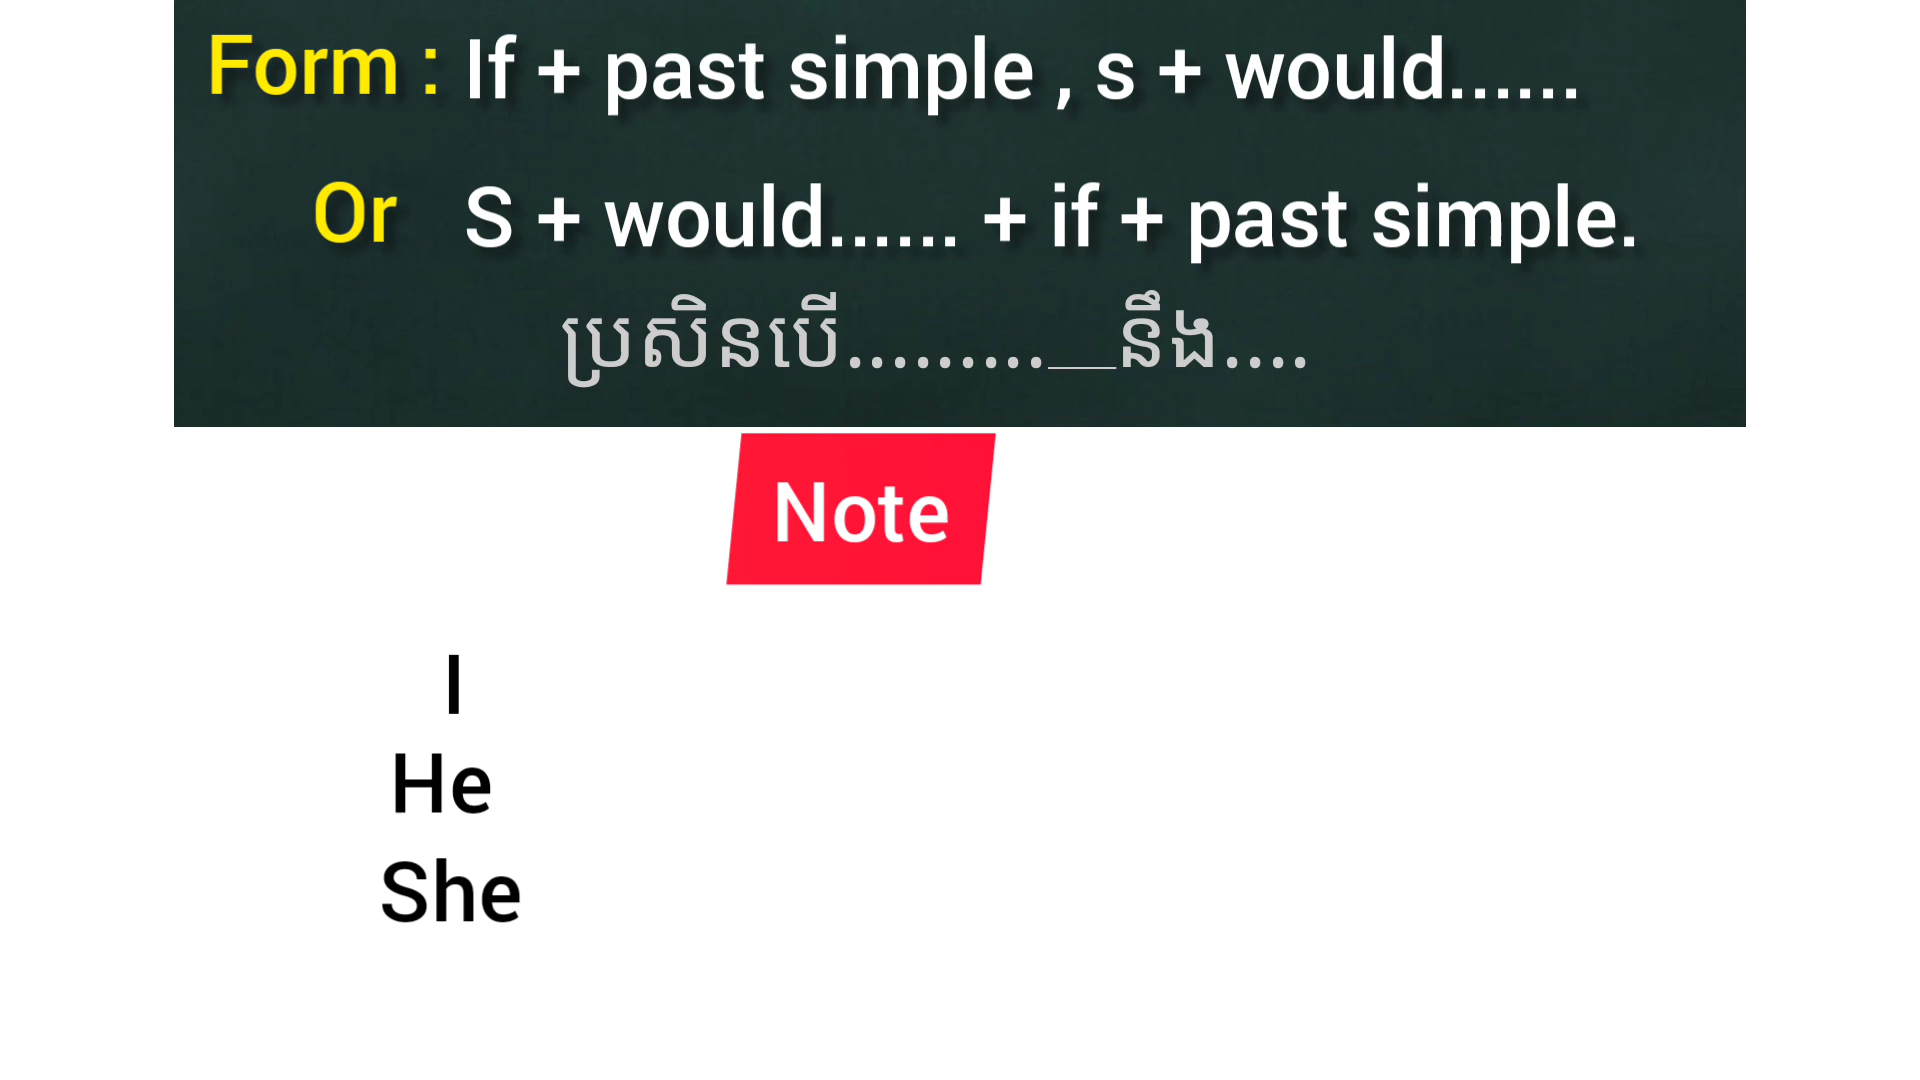 Form : If + past simple , s + would......
Or S + would...... + if + past simple.
ប្រសិនបើ.........__នឹង....
Note
I
He
She